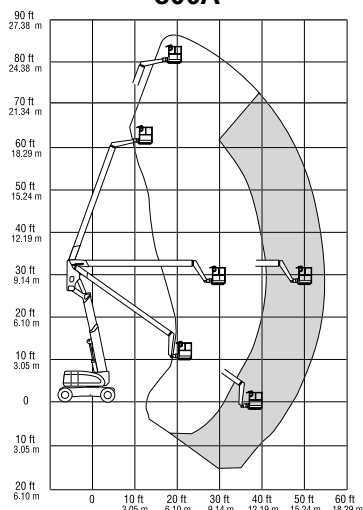 90 ft
27.38 m
80 ft
24.38 m
70 ft
21.34 m
60 ft
18.29 m
50 ft
15.24 m
40 ft
12.19 m
30 ft
9.14 m
20 ft
6.10 m
10 ft
3.05 m
0
10 ft
3.05 m
20 ft
6.10 m
0 10 ft 20 ft 30 ft 40 ft 50 ft 60 ft
3.05 m 6.10 m 9.14 m 12.19 m 15.24 m 18.29 m